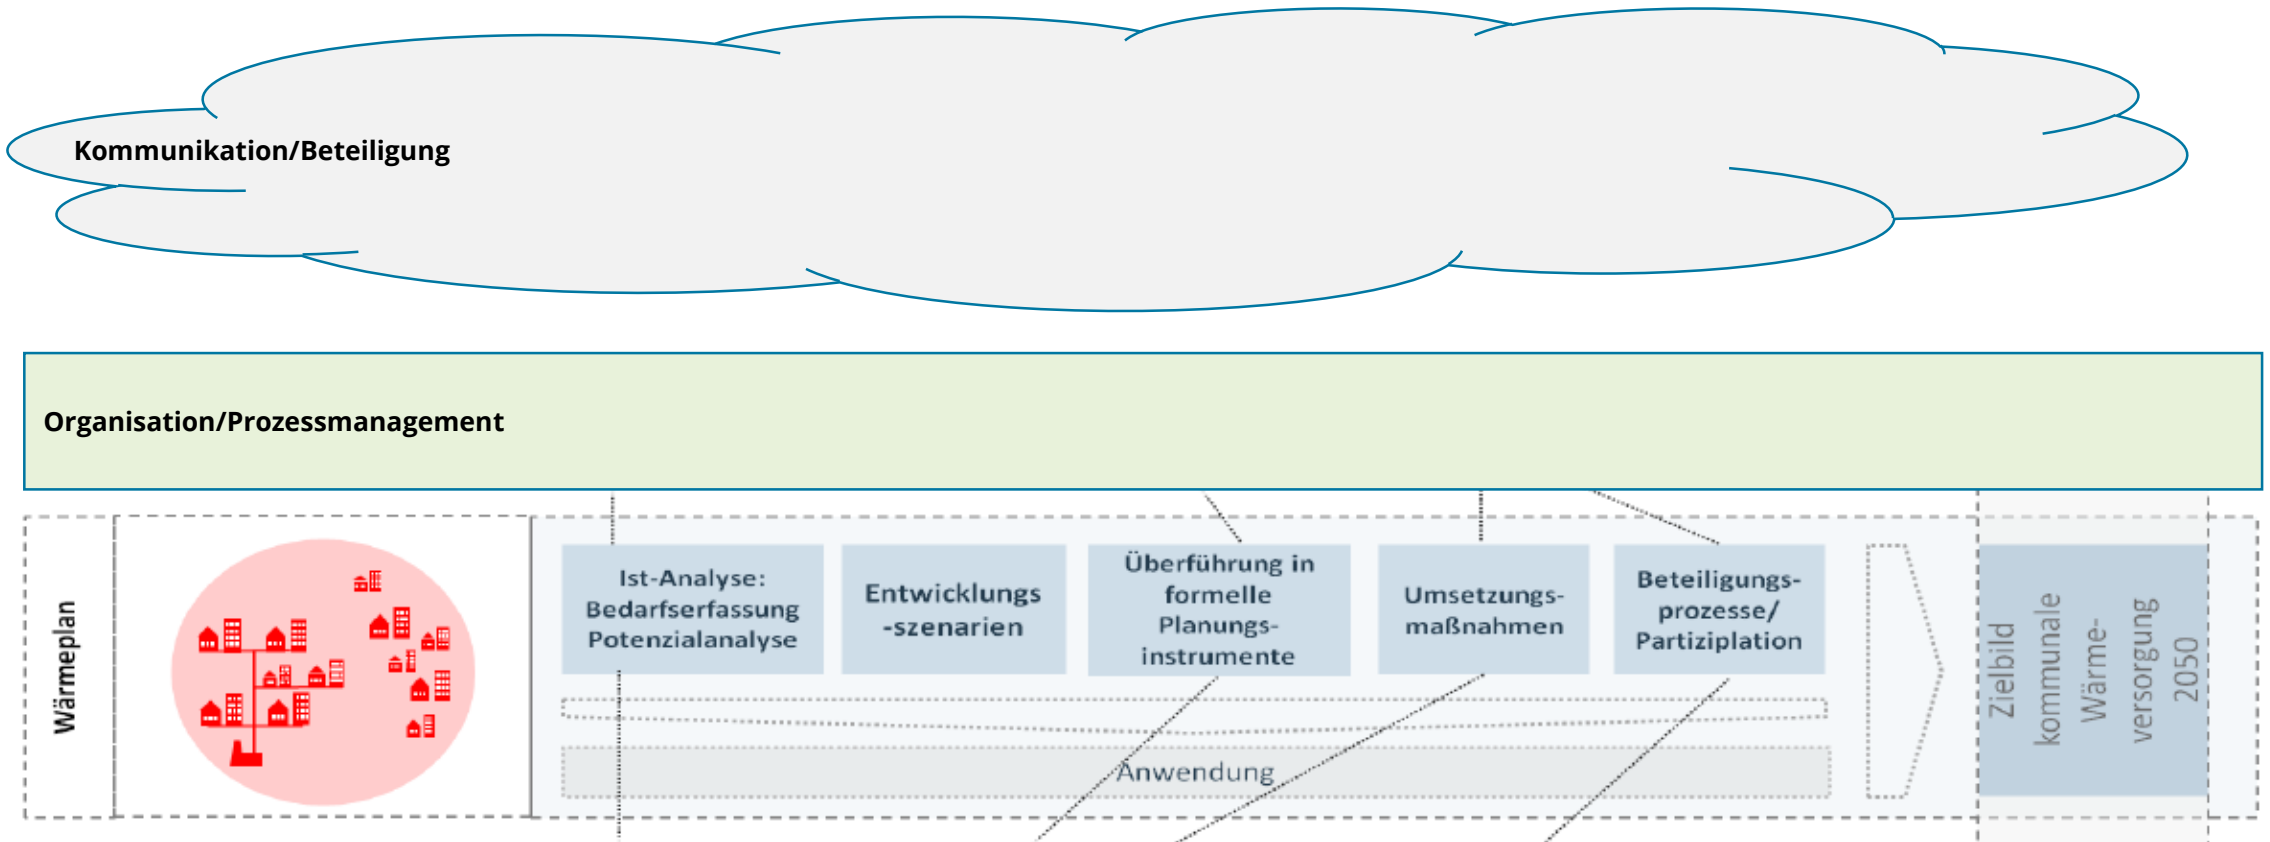 Kommunikation/Beteiligung
Organisation/Prozessmanagement
Wärmeplan
Ist-Analyse:
Bedarfserfassung
Potenzialanalyse
Entwicklungs
-szenarien
Überführung in
formelle
Planungs-
instrumente
Umsetzungs-
maßnahmen
Beteiligungs-
prozesse/
Partiziplation
Anwendung
Zielbild
kommunale
Wärme-
versorgung
2050